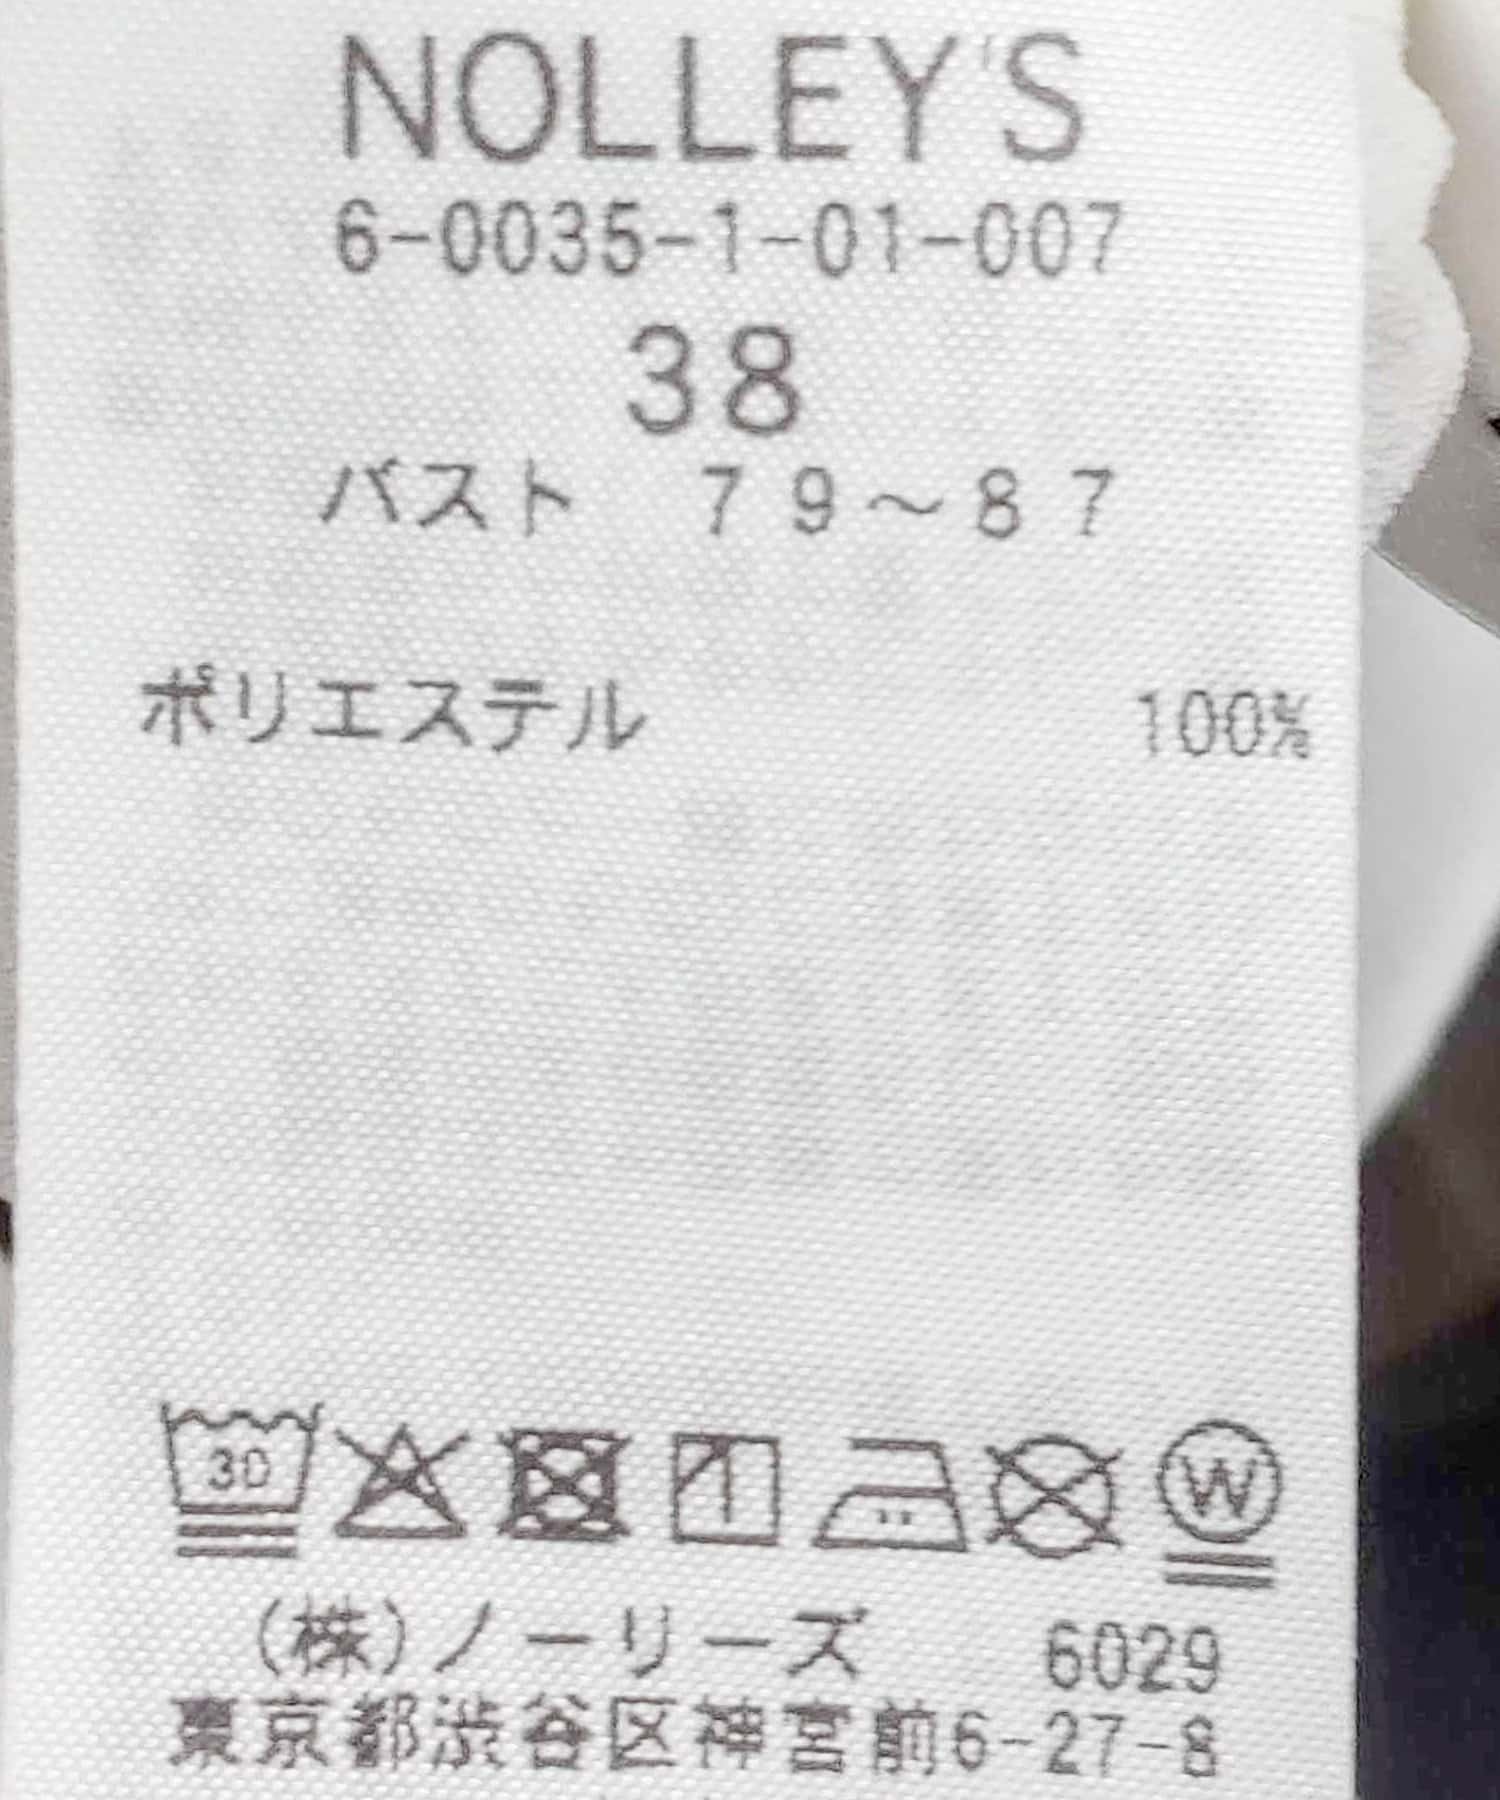 NOLLEY'S
6-0035-1-01-007
38
バスト 79～87
ポリエステル 100%
30 W
(株)ノーリーズ 6029
東京都渋谷区神宮前6-27-8